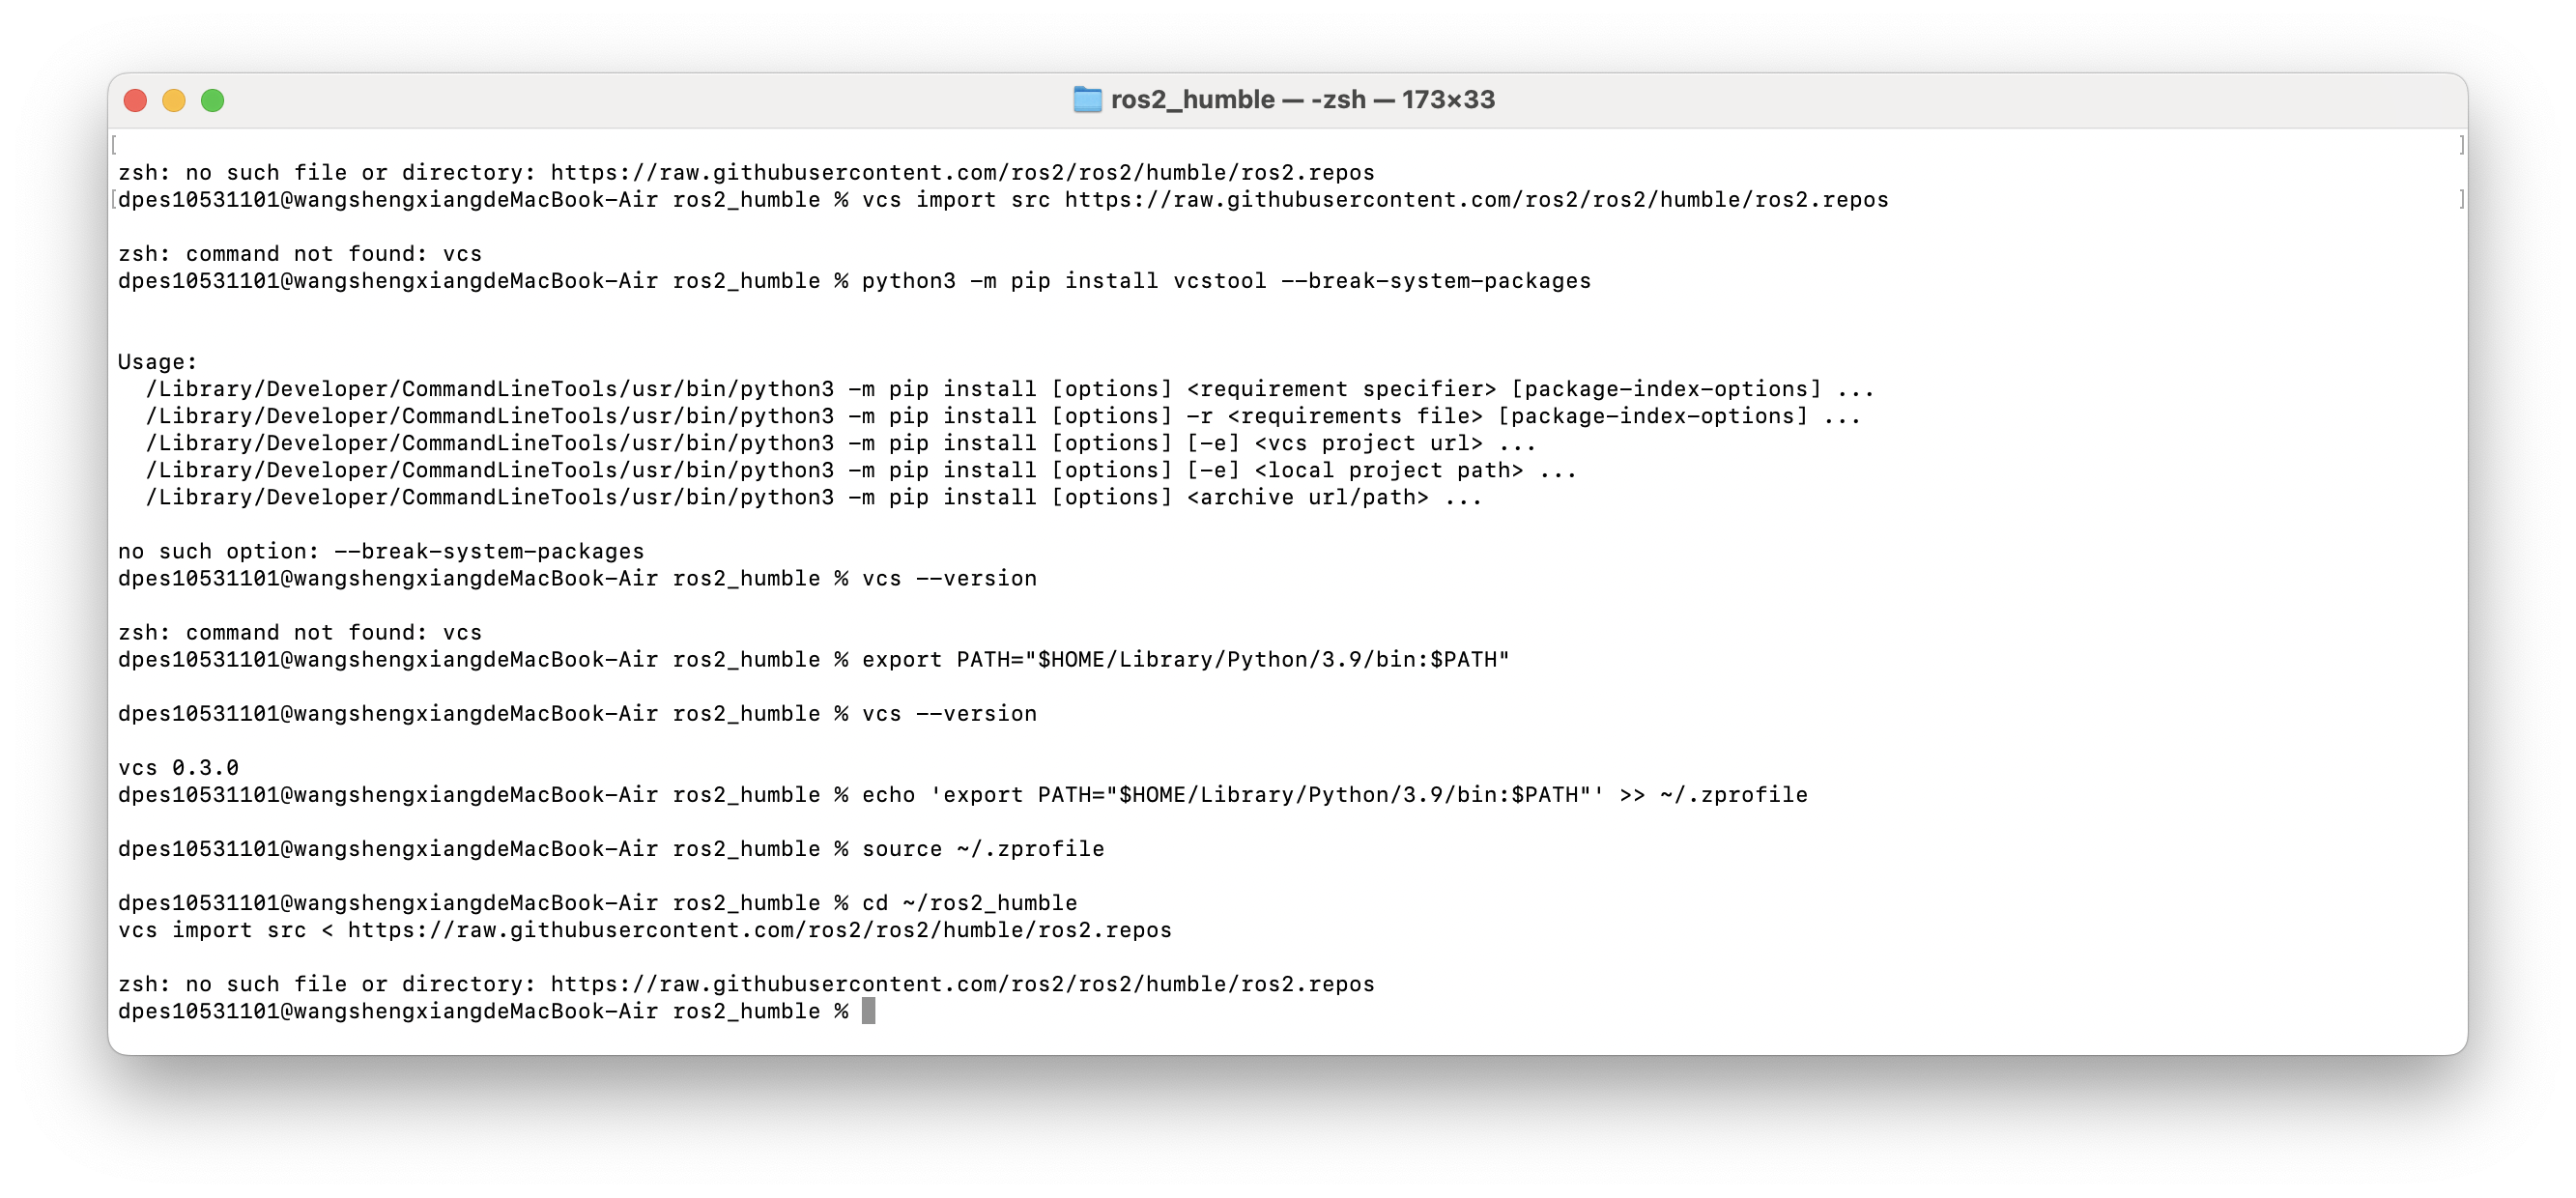 ros2_humble — -zsh — 173×33
[ ]
zsh: no such file or directory: https://raw.githubusercontent.com/ros2/ros2/humble/ros2.repos
[dpes10531101@wangshengxiangdeMacBook-Air ros2_humble % vcs import src https://raw.githubusercontent.com/ros2/ros2/humble/ros2.repos ]
zsh: command not found: vcs
dpes10531101@wangshengxiangdeMacBook-Air ros2_humble % python3 -m pip install vcstool --break-system-packages
Usage:
/Library/Developer/CommandLineTools/usr/bin/python3 -m pip install [options] <requirement specifier> [package-index-options] ...
/Library/Developer/CommandLineTools/usr/bin/python3 -m pip install [options] -r <requirements file> [package-index-options] ...
/Library/Developer/CommandLineTools/usr/bin/python3 -m pip install [options] [-e] <vcs project url> ...
/Library/Developer/CommandLineTools/usr/bin/python3 -m pip install [options] [-e] <local project path> ...
/Library/Developer/CommandLineTools/usr/bin/python3 -m pip install [options] <archive url/path> ...
no such option: --break-system-packages
dpes10531101@wangshengxiangdeMacBook-Air ros2_humble % vcs --version
zsh: command not found: vcs
dpes10531101@wangshengxiangdeMacBook-Air ros2_humble % export PATH="$HOME/Library/Python/3.9/bin:$PATH"
dpes10531101@wangshengxiangdeMacBook-Air ros2_humble % vcs --version
vcs 0.3.0
dpes10531101@wangshengxiangdeMacBook-Air ros2_humble % echo 'export PATH="$HOME/Library/Python/3.9/bin:$PATH"' >> ~/.zprofile
dpes10531101@wangshengxiangdeMacBook-Air ros2_humble % source ~/.zprofile
dpes10531101@wangshengxiangdeMacBook-Air ros2_humble % cd ~/ros2_humble
vcs import src < https://raw.githubusercontent.com/ros2/ros2/humble/ros2.repos
zsh: no such file or directory: https://raw.githubusercontent.com/ros2/ros2/humble/ros2.repos
dpes10531101@wangshengxiangdeMacBook-Air ros2_humble %